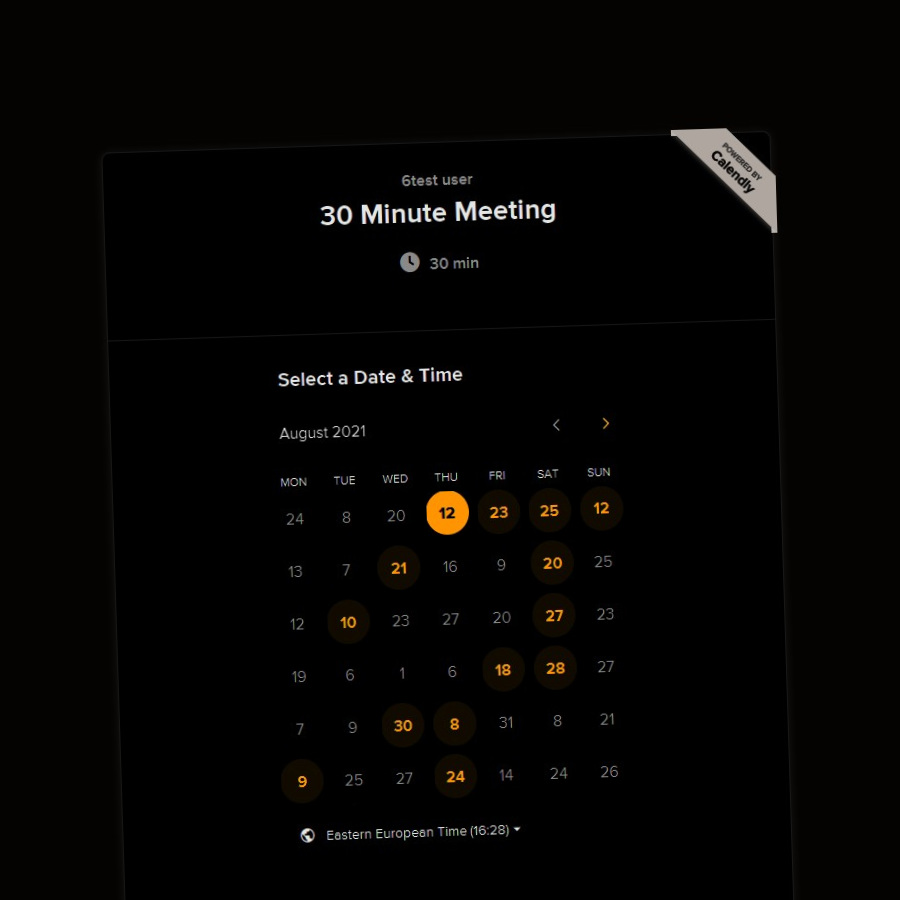 POWERED BY
Calendly
6test user
30 Minute Meeting
30 min
Select a Date & Time
August 2021
MON TUE WED THU FRI SAT SUN
24 8 20 12 23 25 12
13 7 21 16 9 20 25
12 10 23 27 20 27 23
19 6 1 6 18 28 27
7 9 30 8 31 8 21
9 25 27 24 14 24 26
Eastern European Time (16:28)